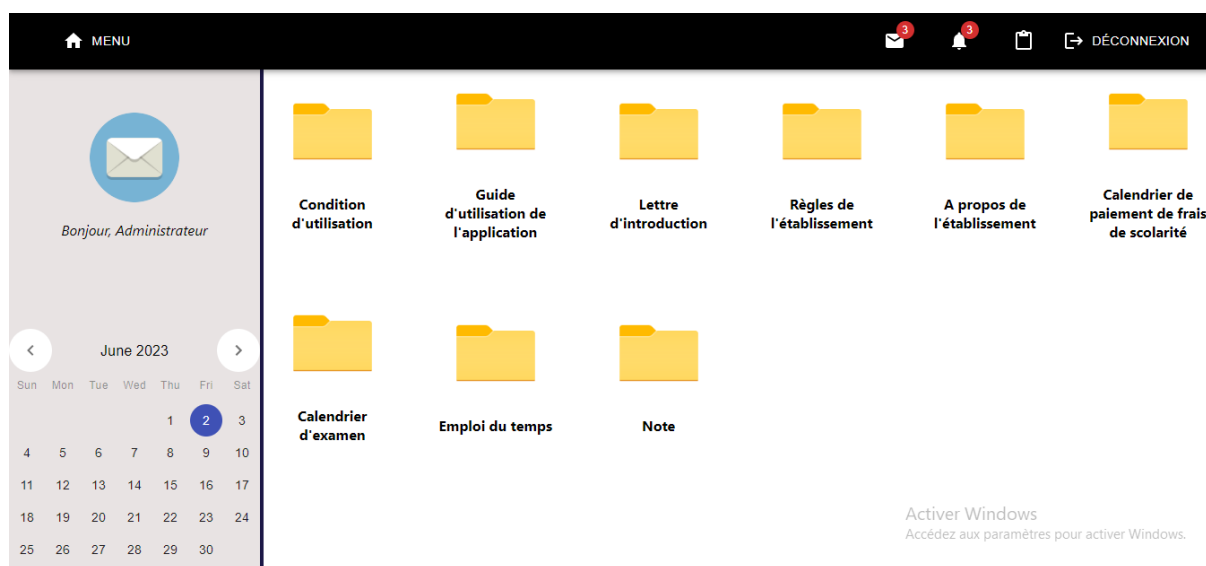 MENU
3
3
DÉCONNEXION
Bonjour, Administrateur
June 2023
Sun Mon Tue Wed Thu Fri Sat
1 2 3
4 5 6 7 8 9 10
11 12 13 14 15 16 17
18 19 20 21 22 23 24
25 26 27 28 29 30
Condition
d'utilisation
Guide
d'utilisation de
l'application
Lettre
d'introduction
Règles de
l'établissement
A propos de
l'établissement
Calendrier de
paiement de frais
de scolarité
Calendrier
d'examen
Emploi du temps
Note
Activer Windows
Accédez aux paramètres pour activer Windows.